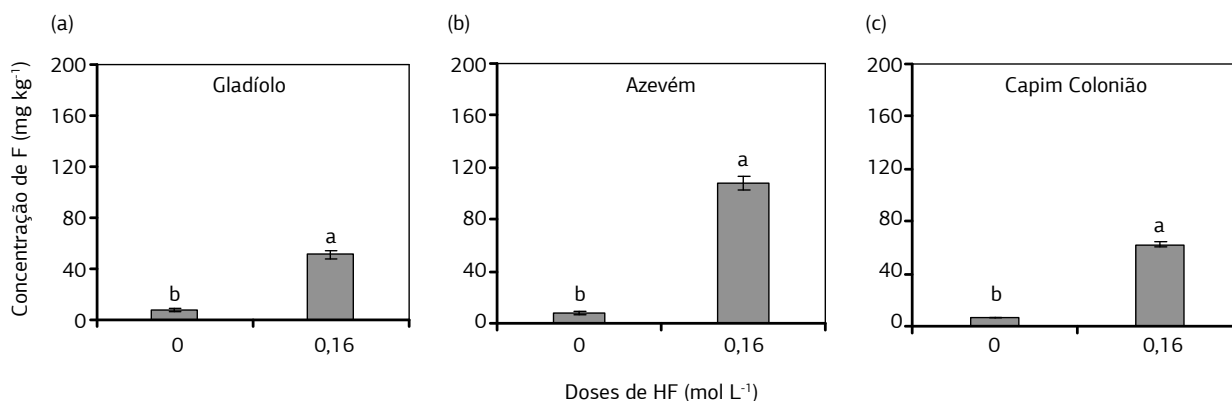 (a)
Concentração de F (mg kg⁻¹)
200
160
120
80
40
0
Gladíolo
b
a
0
0,16
(b)
200
160
120
80
40
0
Azevém
b
a
0
0,16
Doses de HF (mol L⁻¹)
(c)
200
160
120
80
40
0
Capim Colonião
b
a
0
0,16